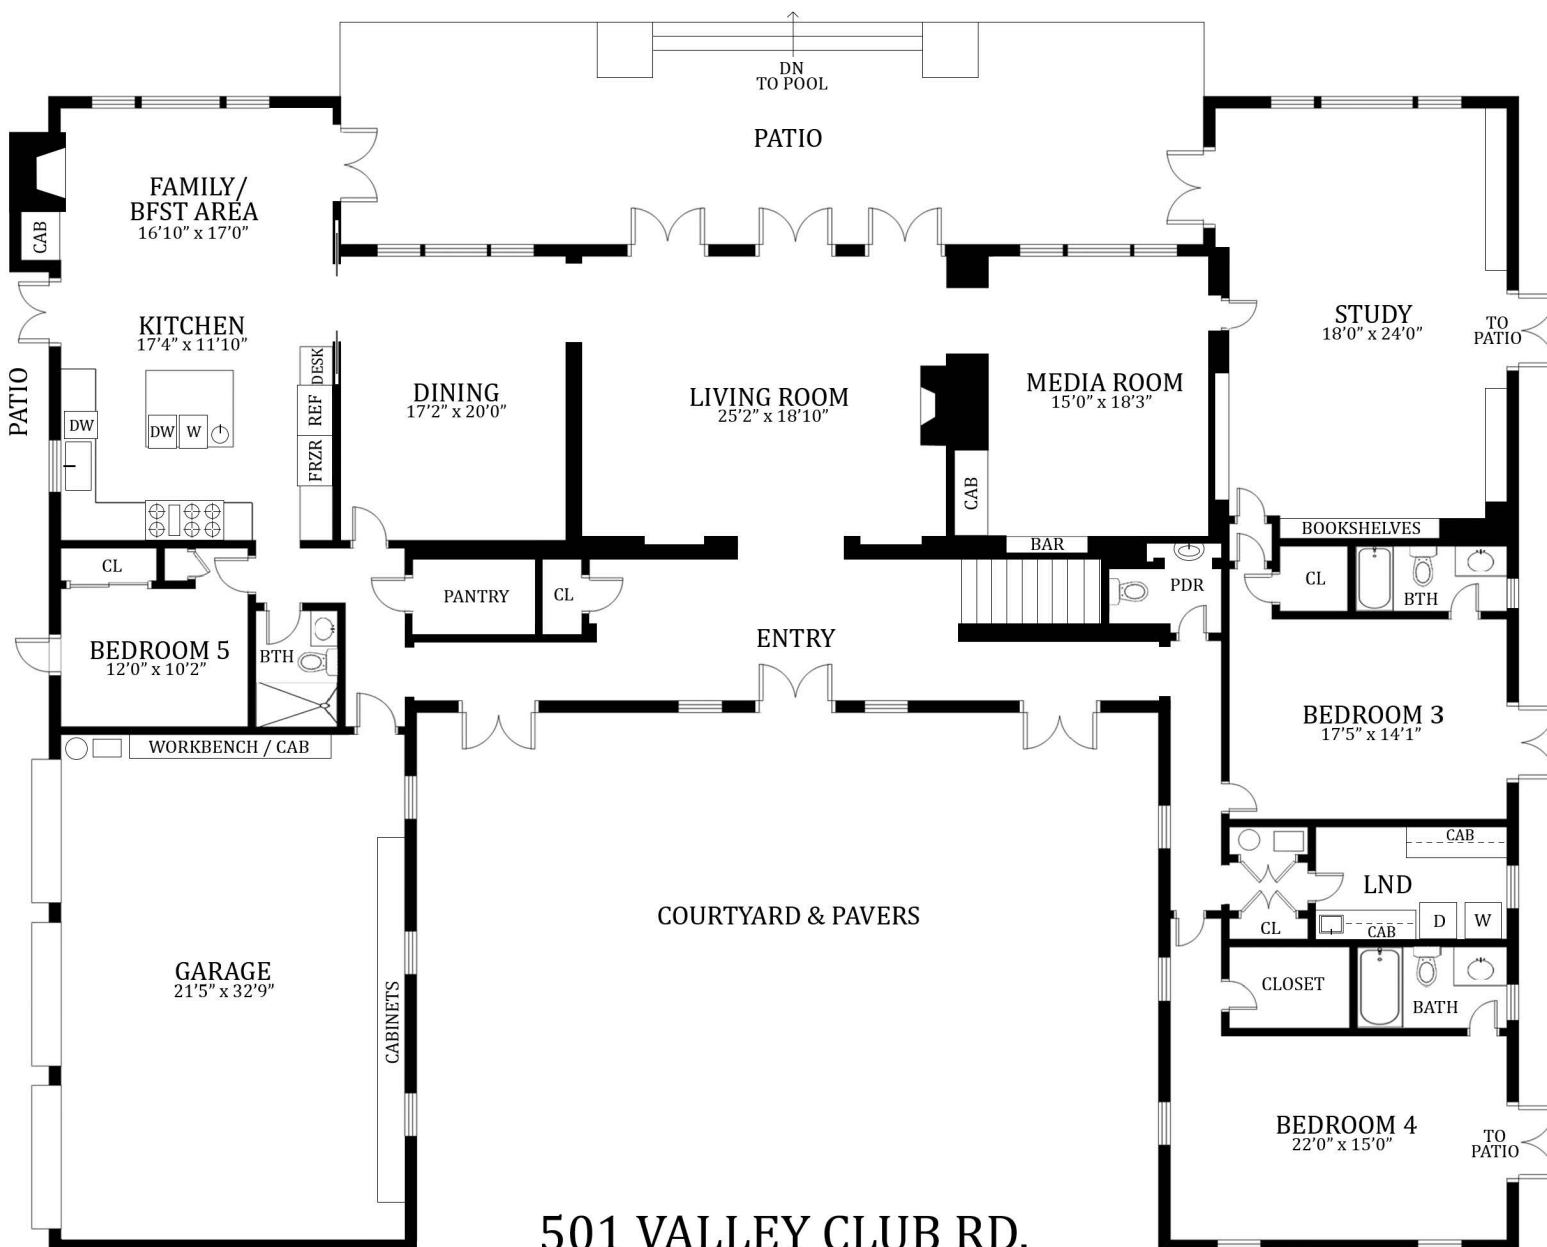 DN
TO POOL
PATIO
FAMILY/
BFST AREA
16’10” x 17’0”
CAB
KITCHEN
17’4” x 11’10”
PATIO
DESK
REF
FRZR
DW
DW
W
DINING
17’2” x 20’0”
LIVING ROOM
25’2” x 18’10”
MEDIA ROOM
15’0” x 18’3”
CAB
BAR
STUDY
18’0” x 24’0”
TO
PATIO
BOOKSHELVES
CL
BEDROOM 5
12’0” x 10’2”
BTH
PANTRY
CL
ENTRY
PDR
CL
BTH
BEDROOM 3
17’5” x 14’1”
WORKBENCH / CAB
GARAGE
21’5” x 32’9”
CABINETS
COURTYARD & PAVERS
CAB
LND
CL
CAB
D
W
CLOSET
BATH
BEDROOM 4
22’0” x 15’0”
TO
PATIO
501 VALLEY CLUB RD.